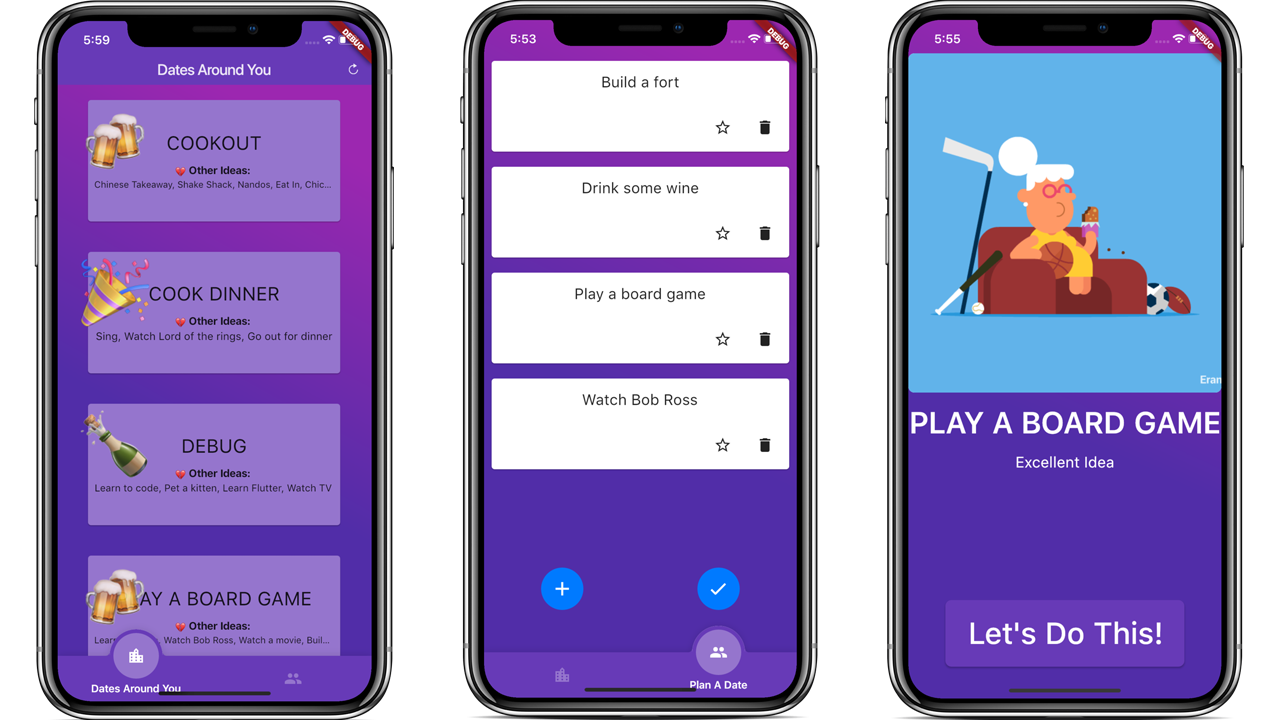 5:59
DEBUG
Dates Around You
COOKOUT
Other Ideas:
Chinese Takeaway, Shake Shack, Nandos, Eat In, Chic...
COOK DINNER
Other Ideas:
Sing, Watch Lord of the rings, Go out for dinner
DEBUG
Other Ideas:
Learn to code, Pet a kitten, Learn Flutter, Watch TV
AY A BOARD GAME
Other Ideas:
Watch Bob Ross, Watch a movie, Buil...
Dates Around You
5:53
DEBUG
Build a fort
Drink some wine
Play a board game
Watch Bob Ross
Plan A Date
5:55
DEBUG
Eran
PLAY A BOARD GAME
Excellent Idea
Let's Do This!